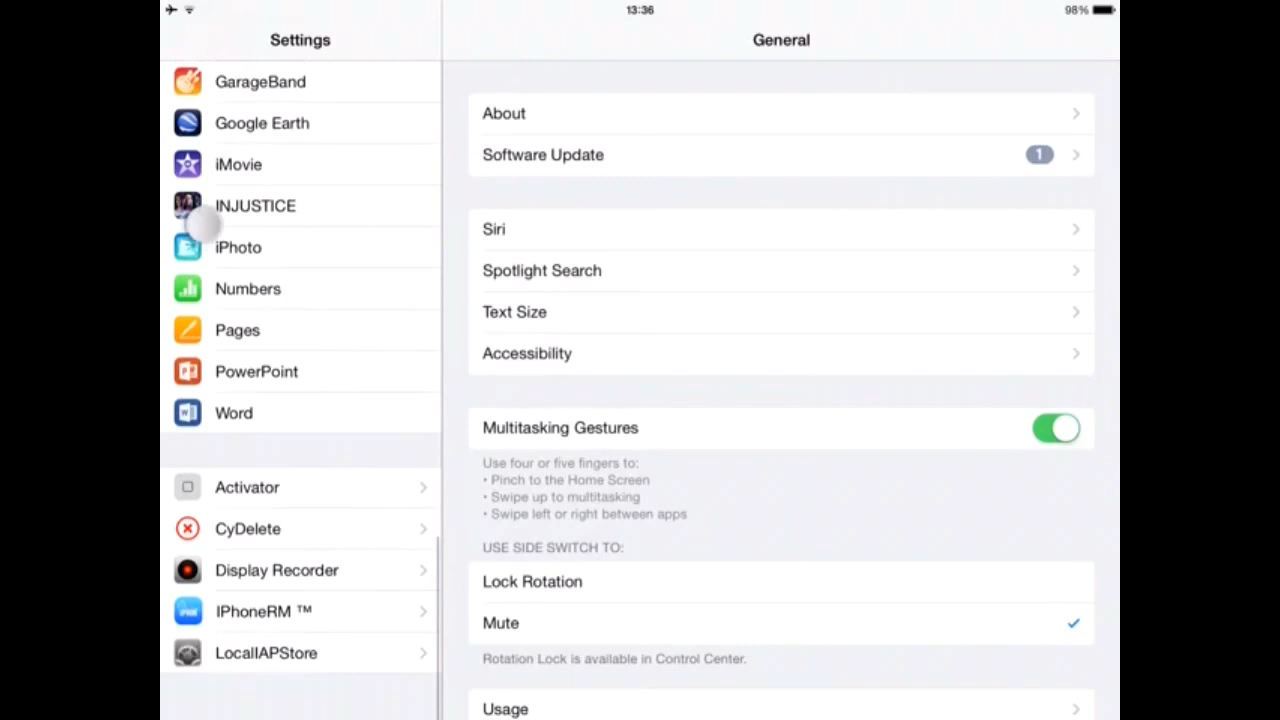 13:36
98%
Settings
General
GarageBand
Google Earth
iMovie
INJUSTICE
iPhoto
Numbers
Pages
PowerPoint
Word
Activator
CyDelete
Display Recorder
IPhoneRM ™
LocalIAPStore
About
Software Update 1
Siri
Spotlight Search
Text Size
Accessibility
Multitasking Gestures
Use four or five fingers to:
• Pinch to the Home Screen
• Swipe up to multitasking
• Swipe left or right between apps
USE SIDE SWITCH TO:
Lock Rotation
Mute
Rotation Lock is available in Control Center.
Usage